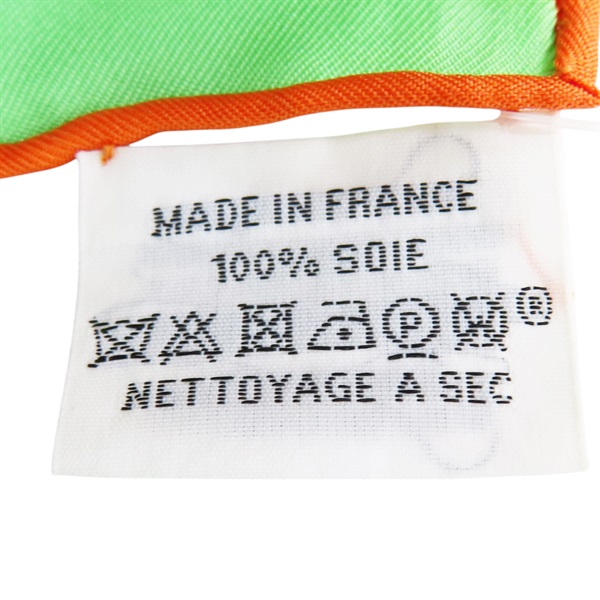 MADE IN FRANCE
100% SOIE
P ®
NETTOYAGE A SEC